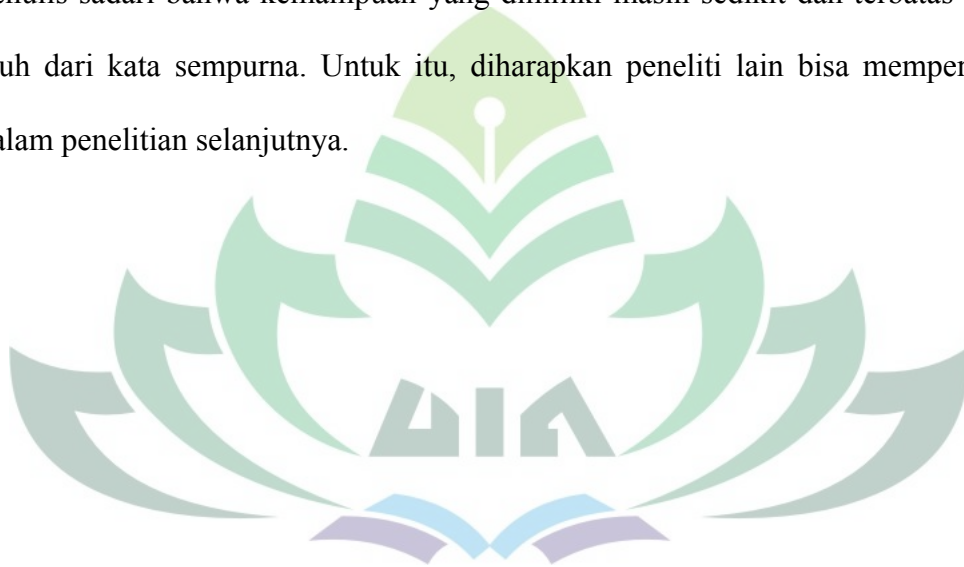 sadari bahwa kemampuan yang dimiliki masih sedikit dan terbatas
dari kata sempurna. Untuk itu, diharapkan peneliti lain bisa
penelitian selanjutnya.
UIN